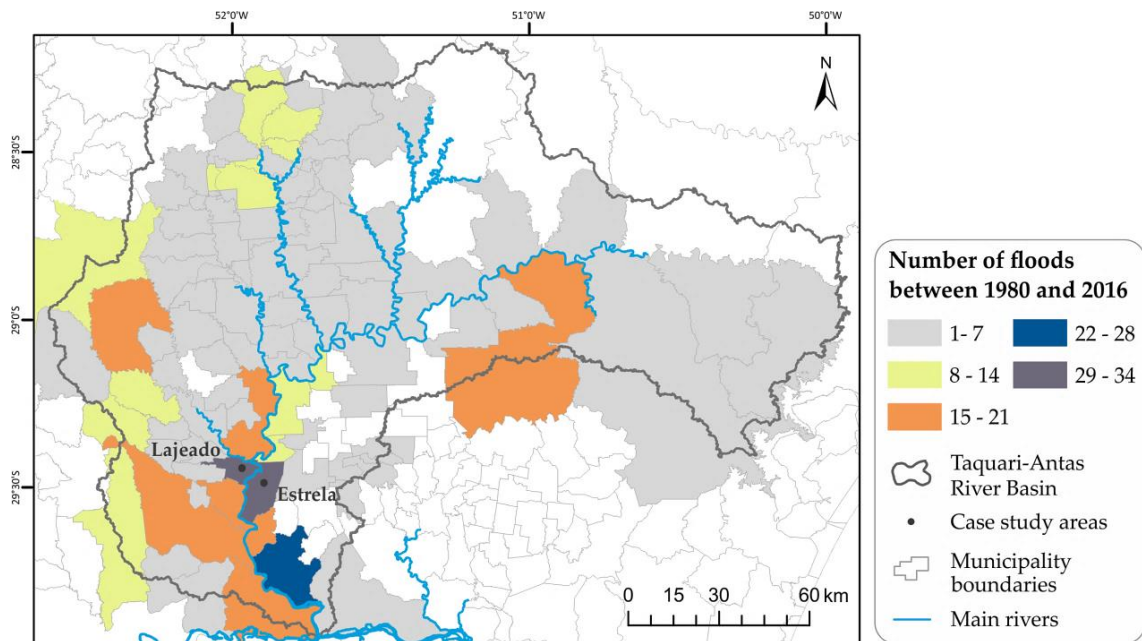 52°0'W
51°0'W
50°0'W
N
28°30'S
29°0'S
29°30'S
Lajeado
Estrela
0 15 30 60 km
Number of floods
between 1980 and 2016
1 - 7
22 - 28
8 - 14
29 - 34
15 - 21
Taquari-Antas
River Basin
Case study areas
Municipality
boundaries
Main rivers